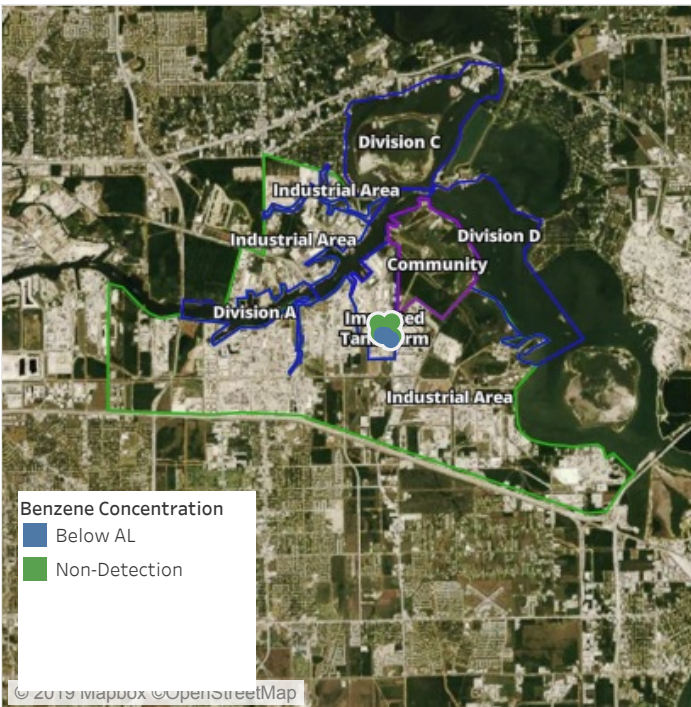 Division C
Industrial Area
Industrial Area
Division D
Community
Division A
Benzene Concentration
Below AL
Non-Detection
Industrial Area
© 2019 Mapbox ©OpenStreetMap